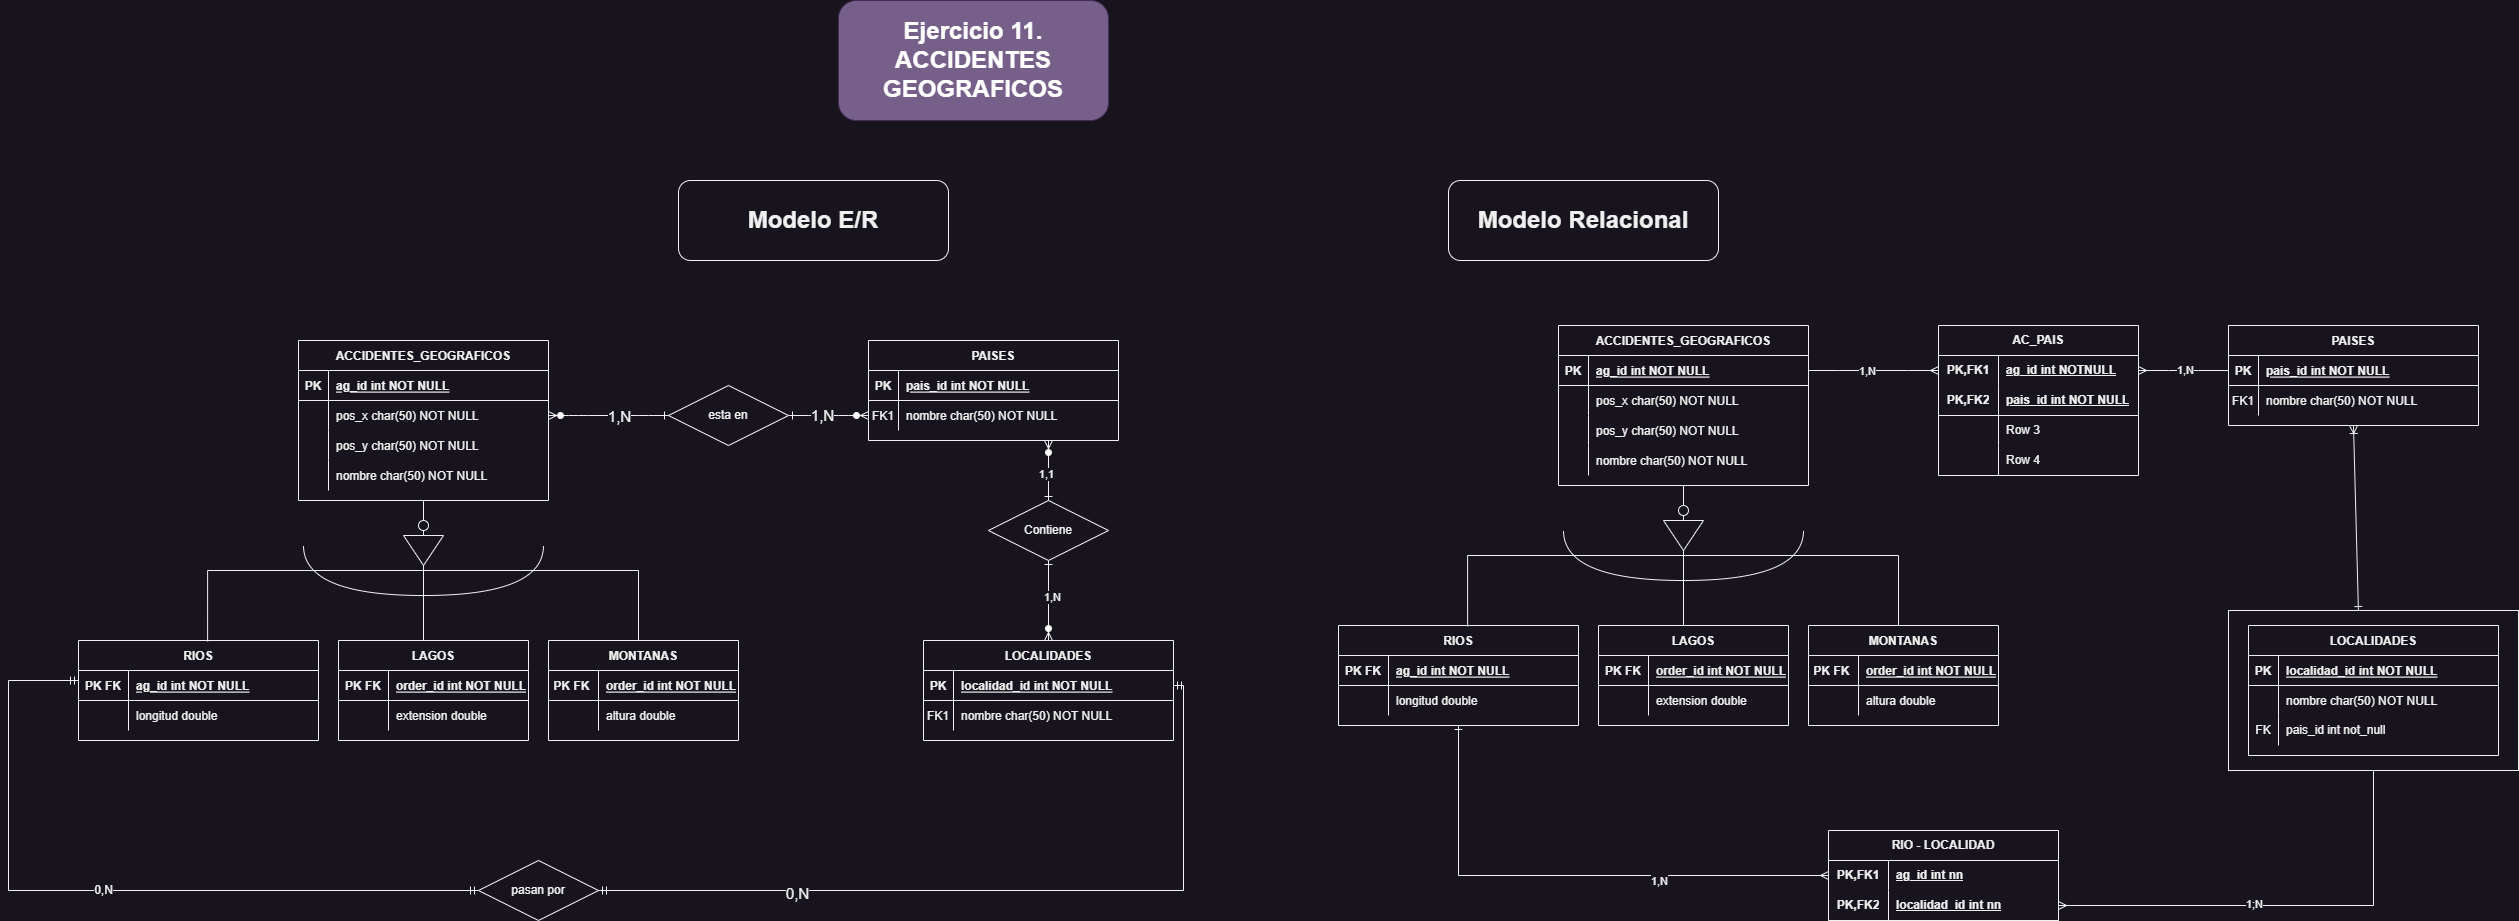 Ejercicio 11.
ACCIDENTES
GEOGRAFICOS
Modelo E/R
Modelo Relacional
ACCIDENTES_GEOGRAFICOS
PK ag_id int NOT NULL
pos_x char(50) NOT NULL
pos_y char(50) NOT NULL
nombre char(50) NOT NULL
1,N
esta en
1,N
PAISES
PK pais_id int NOT NULL
FK1 nombre char(50) NOT NULL
1,1
Contiene
1,N
RIOS
PK FK ag_id int NOT NULL
longitud double
LAGOS
PK FK order_id int NOT NULL
extension double
MONTANAS
PK FK order_id int NOT NULL
altura double
LOCALIDADES
PK localidad_id int NOT NULL
FK1 nombre char(50) NOT NULL
0,N
pasan por
0,N
ACCIDENTES_GEOGRAFICOS
PK ag_id int NOT NULL
pos_x char(50) NOT NULL
pos_y char(50) NOT NULL
nombre char(50) NOT NULL
1,N
AC_PAIS
PK,FK1 ag_id int NOTNULL
PK,FK2 pais_id int NOT NULL
Row 3
Row 4
1,N
PAISES
PK pais_id int NOT NULL
FK1 nombre char(50) NOT NULL
RIOS
PK FK ag_id int NOT NULL
longitud double
LAGOS
PK FK order_id int NOT NULL
extension double
MONTANAS
PK FK order_id int NOT NULL
altura double
LOCALIDADES
PK localidad_id int NOT NULL
nombre char(50) NOT NULL
FK pais_id int not_null
1,N
RIO - LOCALIDAD
PK,FK1 ag_id int nn
PK,FK2 localidad_id int nn
1,N